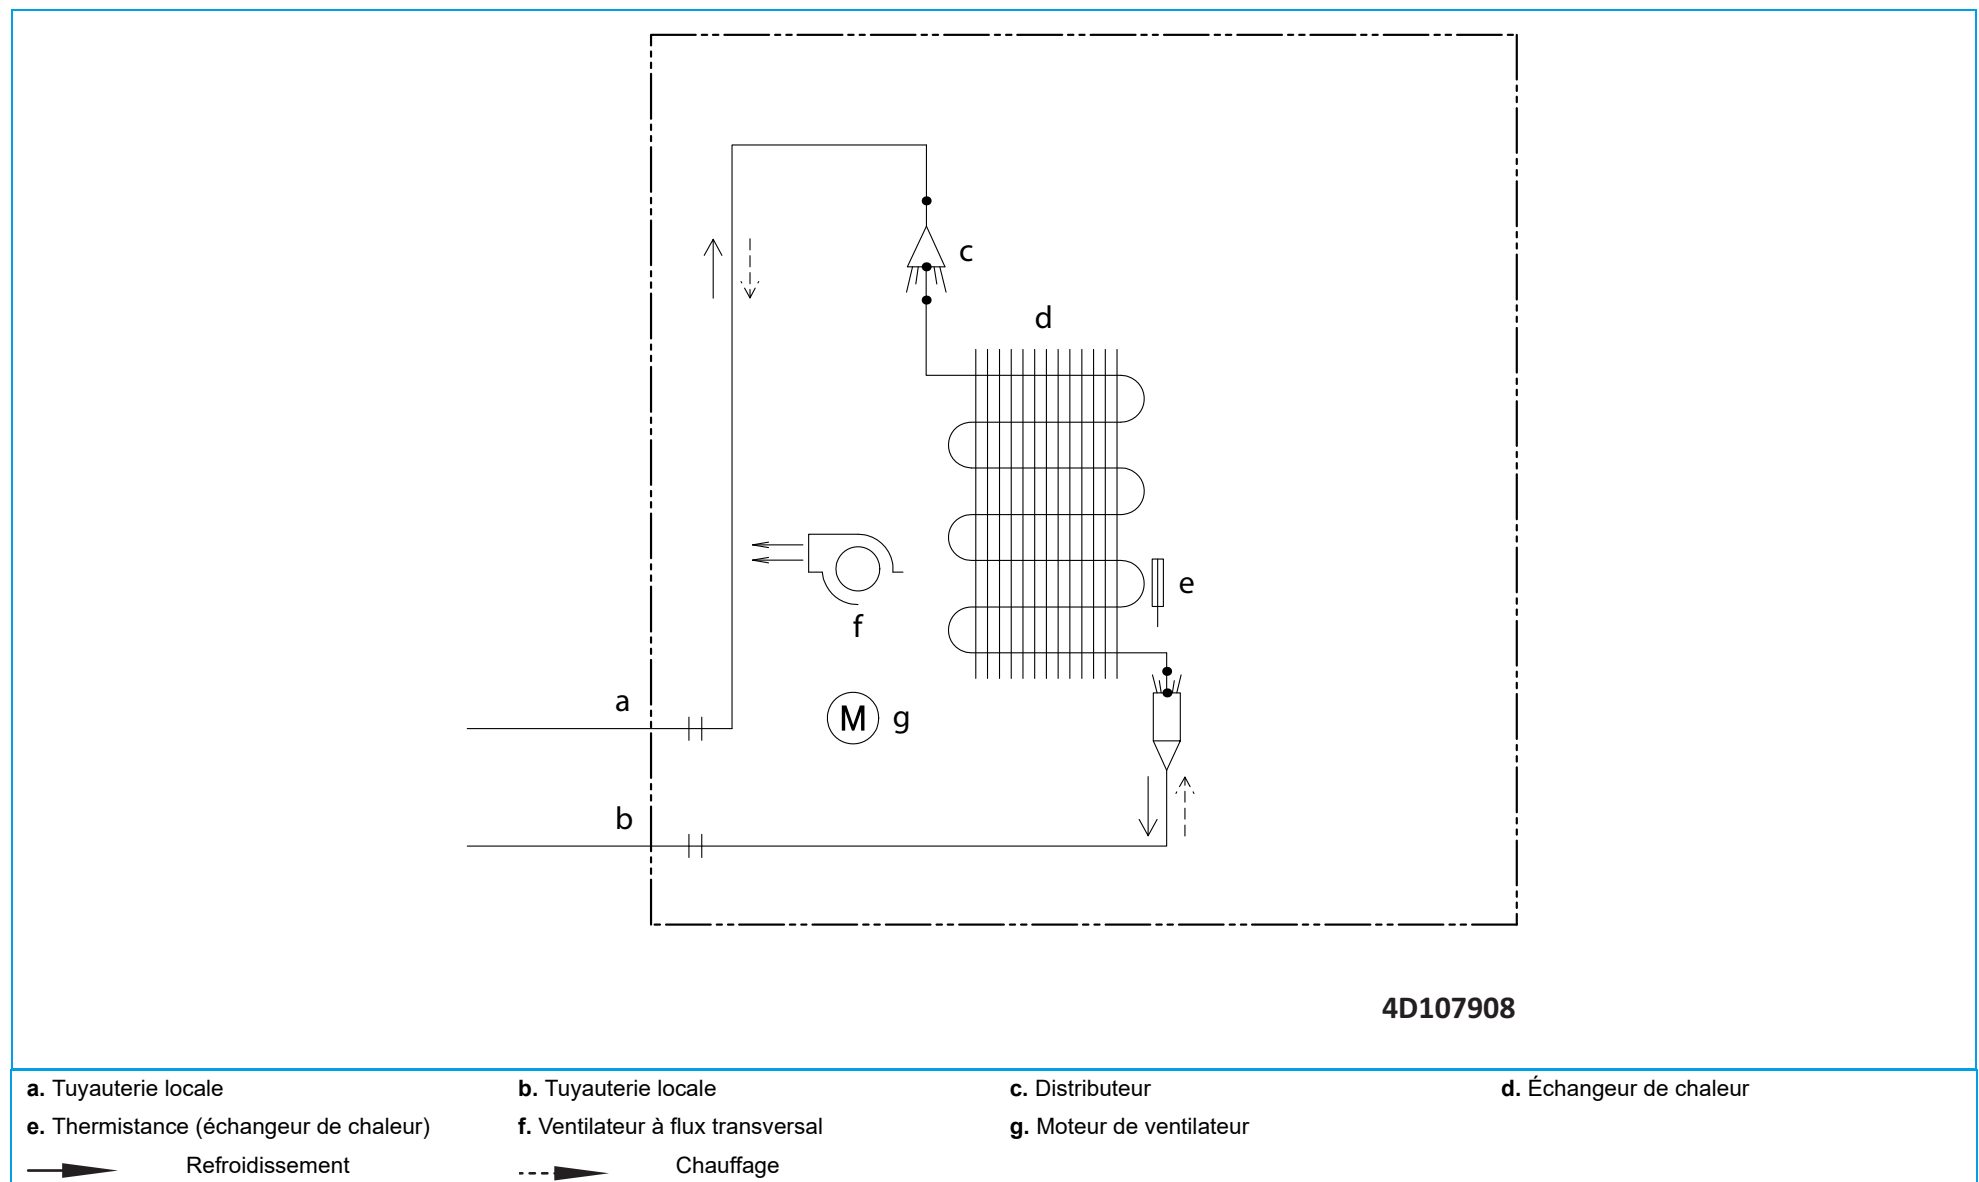 c
d
e
f
a
M g
b
4D107908
a. Tuyauterie locale b. Tuyauterie locale c. Distributeur d. Échangeur de chaleur
e. Thermistance (échangeur de chaleur) f. Ventilateur à flux transversal g. Moteur de ventilateur
Refroidissement Chauffage